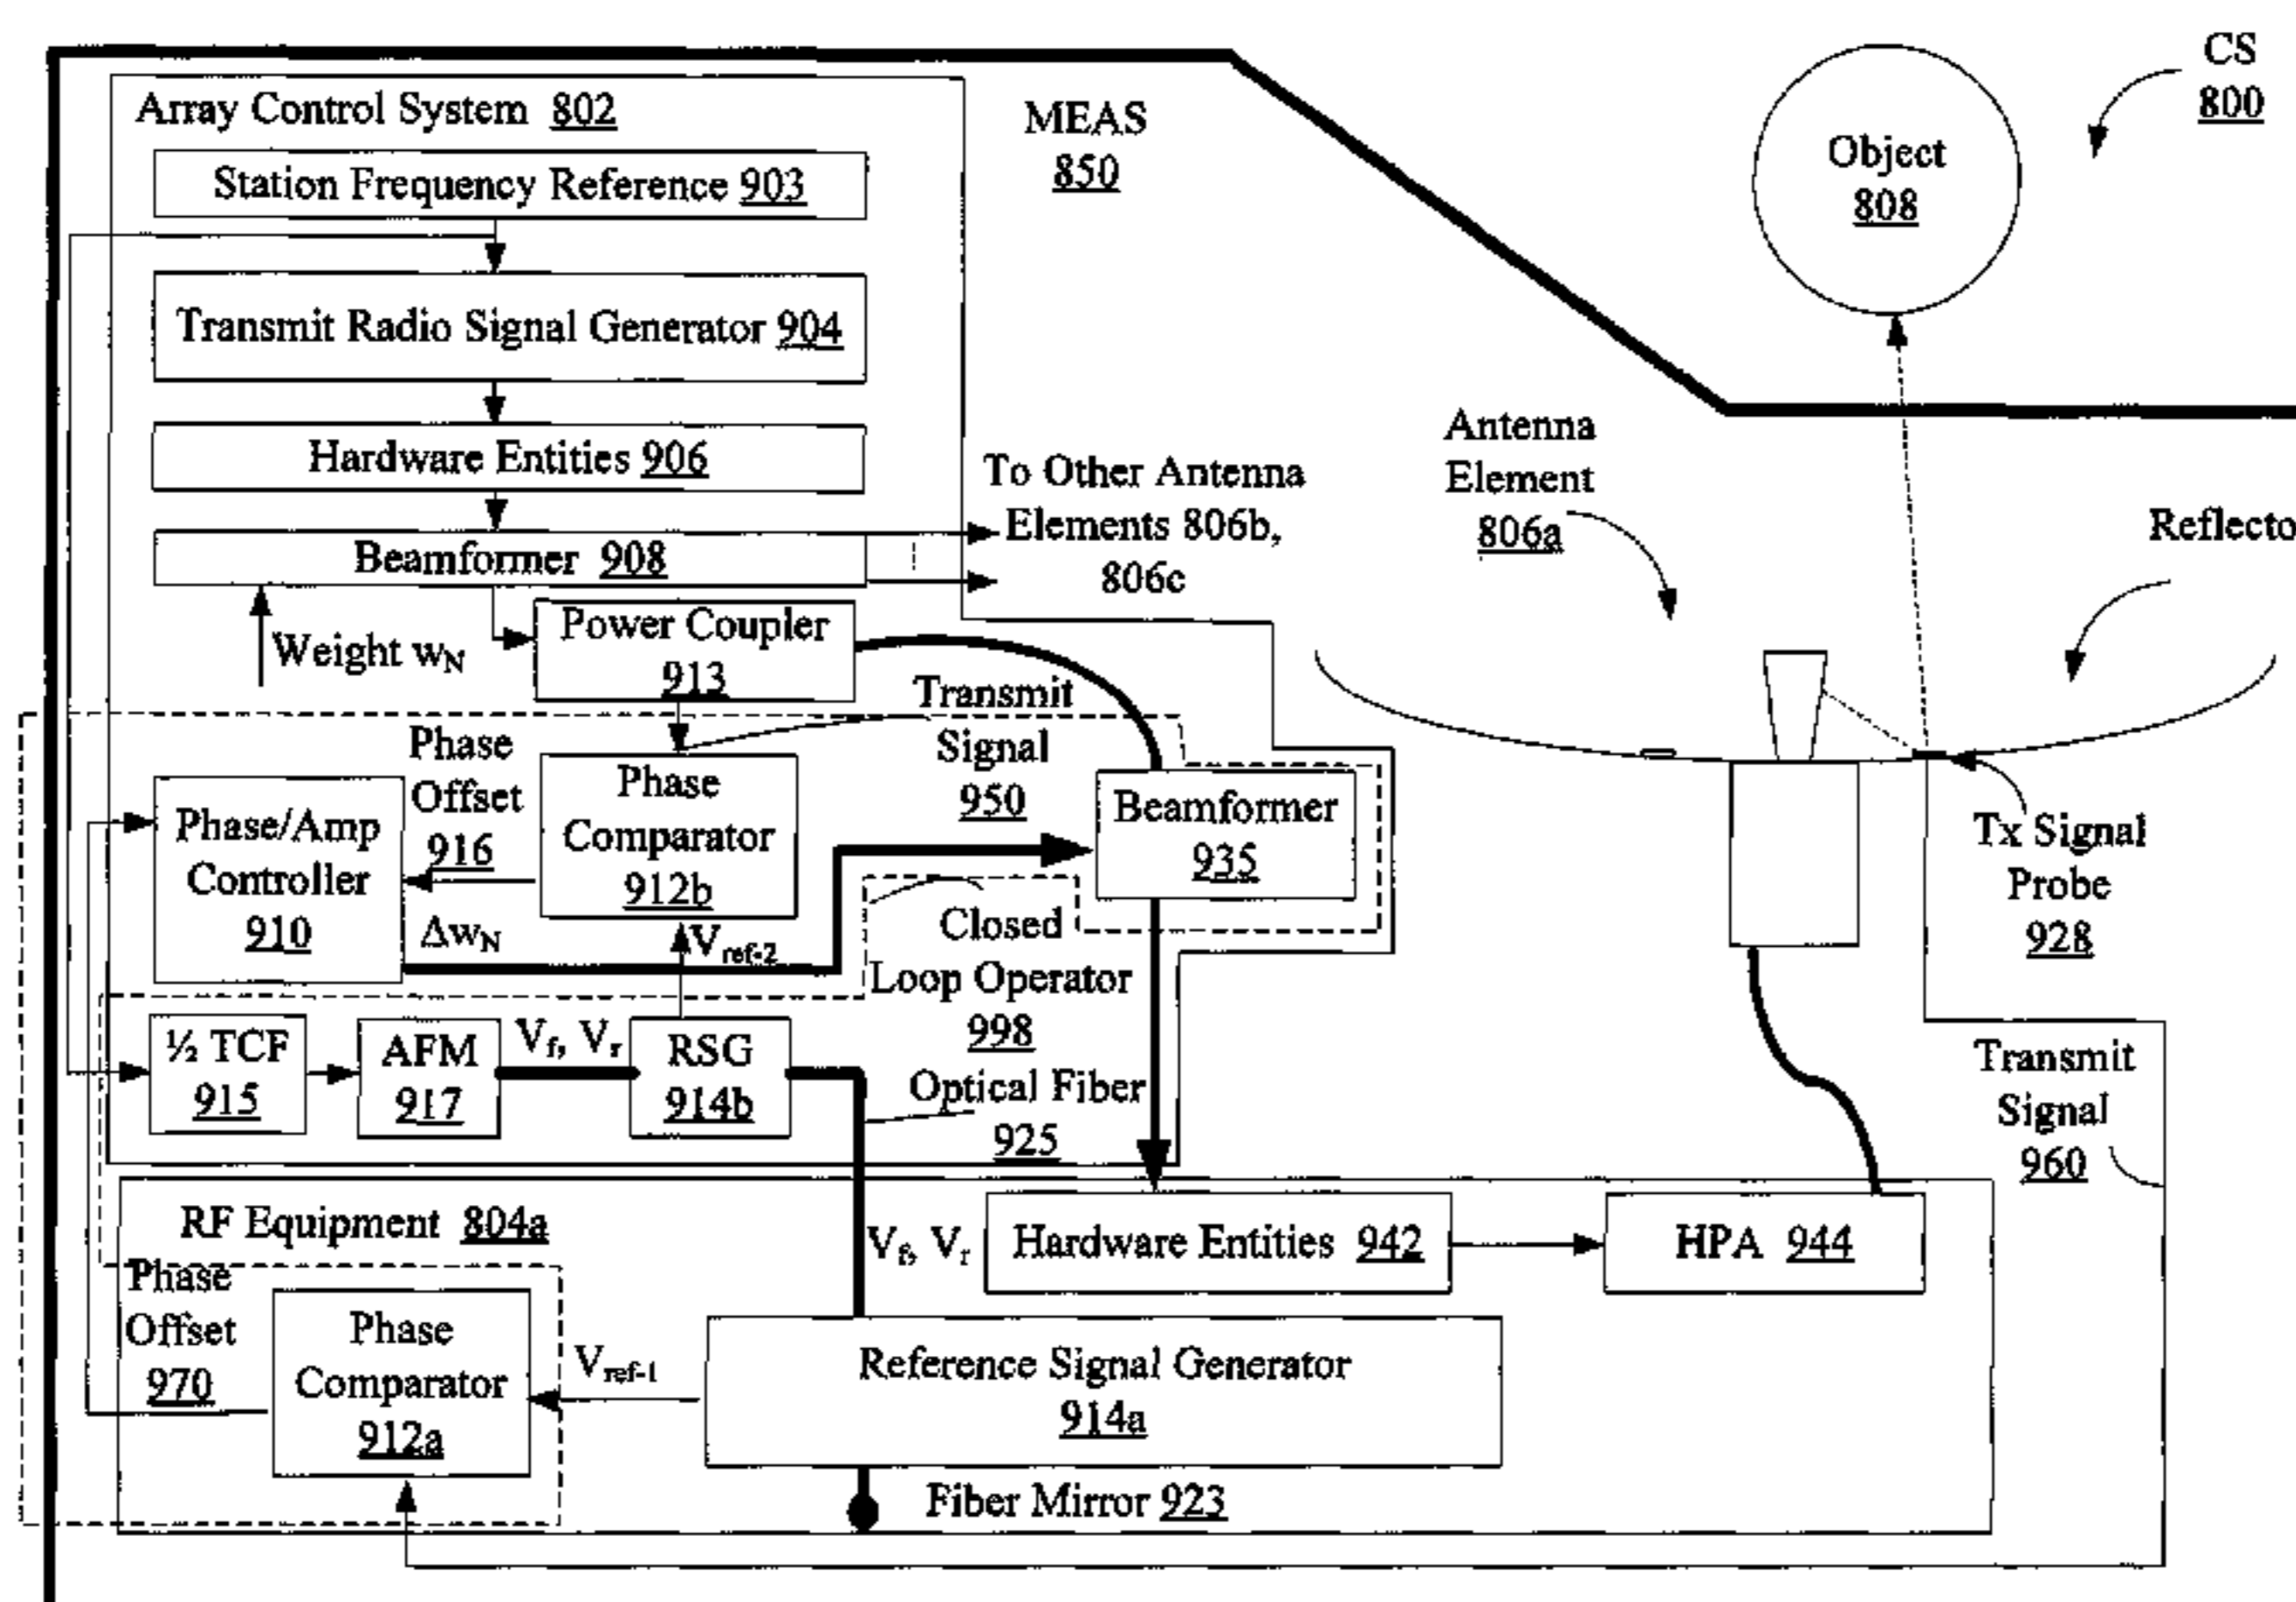 CS
800
Array Control System 802
MEAS
850
Object
808
Station Frequency Reference 903
Transmit Radio Signal Generator 904
Hardware Entities 906
To Other Antenna
Elements 806b,
806c
Antenna
Element
806a
Reflecto
Beamformer 908
Weight wN
Power Coupler
913
Transmit
Signal
950
Phase
Offset
916
Phase
Comparator
912b
Phase/Amp
Controller
910
Beamformer
935
Tx Signal
Probe
928
ΔwN
Vref-2
Closed
Loop Operator
998
½ TCF
915
AFM
917
Vf, Vr
RSG
914b
Optical Fiber
925
Transmit
Signal
960
RF Equipment 804a
Vf, Vr
Hardware Entities 942
HPA 944
Phase
Offset
970
Phase
Comparator
912a
Vref-1
Reference Signal Generator
914a
Fiber Mirror 923